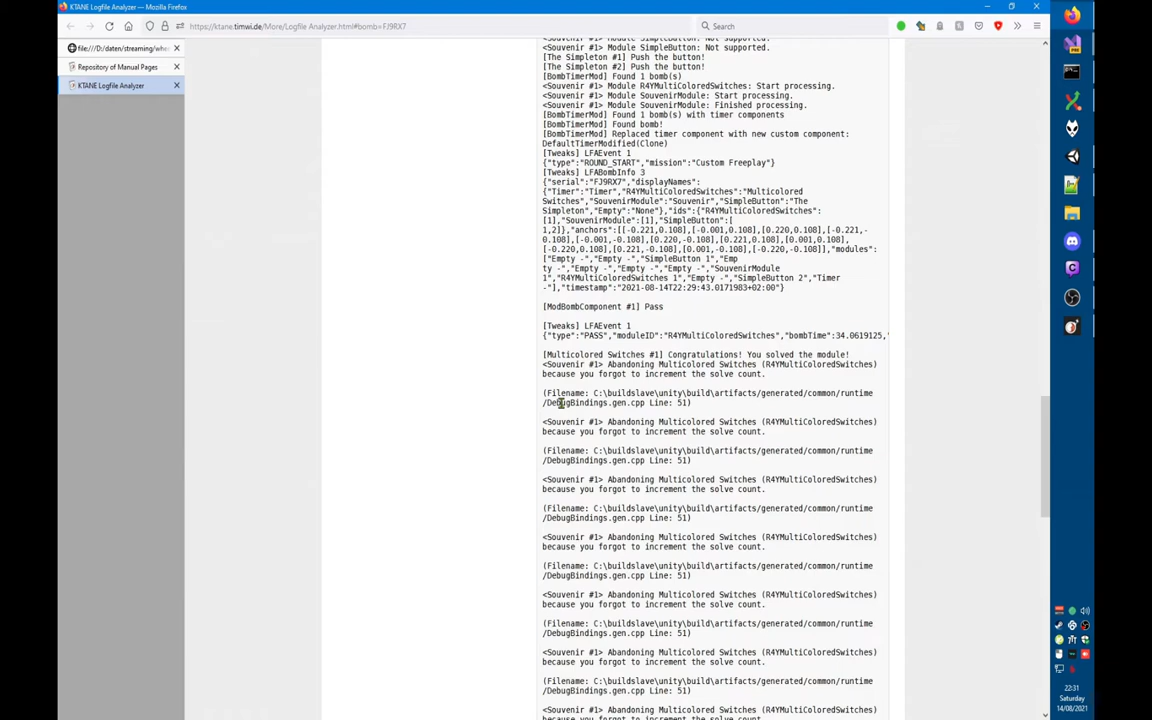 KTANE Logfile Analyzer — Mozilla Firefox
https://ktane.timwi.de/More/Logfile Analyzer.html#bomb=FJ9RX7
Search
file:///D:/daten/streaming/whe
Repository of Manual Pages
KTANE Logfile Analyzer
<Souvenir #1> Module SimpleButton: Not supported.
<Souvenir #1> Module SimpleButton: Not supported.
[The Simpleton #1] Push the button!
[The Simpleton #2] Push the button!
[BombTimerMod] Found 1 bomb(s)
<Souvenir #1> Module R4YMultiColoredSwitches: Start processing.
<Souvenir #1> Module SouvenirModule: Start processing.
<Souvenir #1> Module SouvenirModule: Finished processing.
[BombTimerMod] Found 1 bomb(s) with timer components
[BombTimerMod] Found bomb!
[BombTimerMod] Replaced timer component with new custom component:
DefaultTimerModified(Clone)
[Tweaks] LFAEvent 1
{"type":"ROUND_START","mission":"Custom Freeplay"}
[Tweaks] LFABombInfo 3
{"serial":"FJ9RX7","displayNames":
{"Timer":"Timer","R4YMultiColoredSwitches":"Multicolored
Switches","SouvenirModule":"Souvenir","SimpleButton":"The
Simpleton","Empty":"None"},"ids":{"R4YMultiColoredSwitches":
[1],"SouvenirModule":[1],"SimpleButton":[
1,2]},"anchors":[[-0.221,0.108],[-0.001,0.108],[0.220,0.108],[-0.221,-
0.108],[-0.001,-0.108],[0.220,-0.108],[0.221,0.108],[0.001,0.108],
[-0.220,0.108],[0.221,-0.108],[0.001,-0.108],[-0.220,-0.108]],"modules":
["Empty -","Empty -","SimpleButton 1","Emp
ty -","Empty -","Empty -","SouvenirModule
1","R4YMultiColoredSwitches 1","Empty -","SimpleButton 2","Timer
-"],"timestamp":"2021-08-14T22:29:43.0171983+02:00"}
[ModBombComponent #1] Pass
[Tweaks] LFAEvent 1
{"type":"PASS","moduleID":"R4YMultiColoredSwitches","bombTime":34.0619125,"
[Multicolored Switches #1] Congratulations! You solved the module!
<Souvenir #1> Abandoning Multicolored Switches (R4YMultiColoredSwitches)
because you forgot to increment the solve count.
(Filename: C:\buildslave\unity\build\artifacts/generated/common/runtime
/DebugBindings.gen.cpp Line: 51)
<Souvenir #1> Abandoning Multicolored Switches (R4YMultiColoredSwitches)
because you forgot to increment the solve count.
(Filename: C:\buildslave\unity\build\artifacts/generated/common/runtime
/DebugBindings.gen.cpp Line: 51)
<Souvenir #1> Abandoning Multicolored Switches (R4YMultiColoredSwitches)
because you forgot to increment the solve count.
(Filename: C:\buildslave\unity\build\artifacts/generated/common/runtime
/DebugBindings.gen.cpp Line: 51)
<Souvenir #1> Abandoning Multicolored Switches (R4YMultiColoredSwitches)
because you forgot to increment the solve count.
(Filename: C:\buildslave\unity\build\artifacts/generated/common/runtime
/DebugBindings.gen.cpp Line: 51)
<Souvenir #1> Abandoning Multicolored Switches (R4YMultiColoredSwitches)
because you forgot to increment the solve count.
(Filename: C:\buildslave\unity\build\artifacts/generated/common/runtime
/DebugBindings.gen.cpp Line: 51)
<Souvenir #1> Abandoning Multicolored Switches (R4YMultiColoredSwitches)
because you forgot to increment the solve count.
(Filename: C:\buildslave\unity\build\artifacts/generated/common/runtime
/DebugBindings.gen.cpp Line: 51)
<Souvenir #1> Abandoning Multicolored Switches (R4YMultiColoredSwitches)
22:31
Saturday
14/08/2021